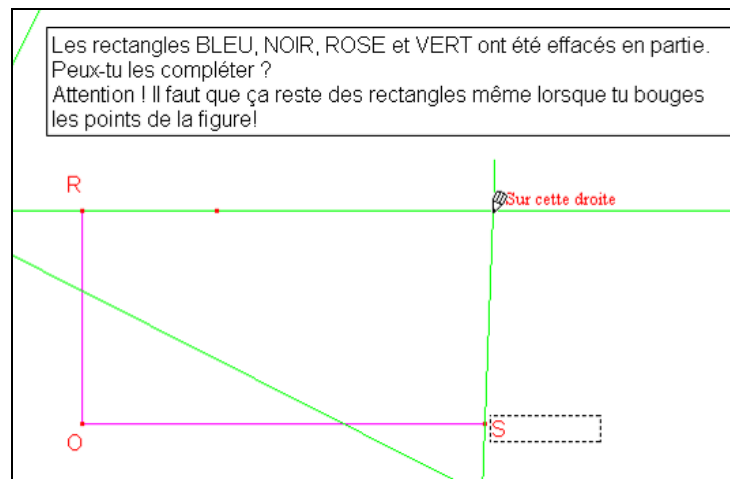 Les rectangles BLEU, NOIR, ROSE et VERT ont été effacés en partie.
Peux-tu les compléter ?
Attention ! Il faut que ça reste des rectangles même lorsque tu bouges
les points de la figure!
R
Sur cette droite
O
S